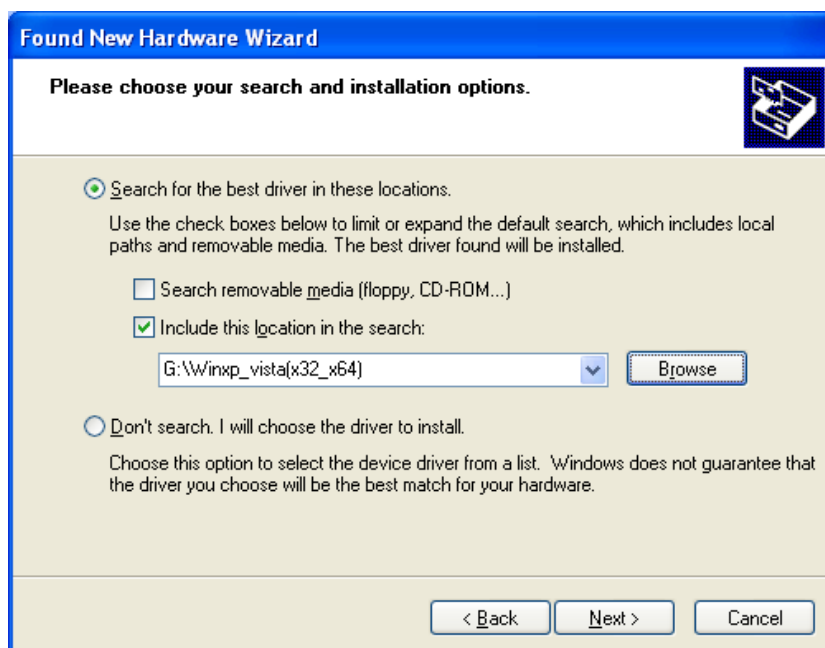 Found New Hardware Wizard
Please choose your search and installation options.
Search for the best driver in these locations.
Use the check boxes below to limit or expand the default search, which includes local
paths and removable media. The best driver found will be installed.
Search removable media (floppy, CD-ROM...)
Include this location in the search:
G:\Winxp_vista(x32_x64)
Browse
Don't search. I will choose the driver to install.
Choose this option to select the device driver from a list. Windows does not guarantee that
the driver you choose will be the best match for your hardware.
< Back Next > Cancel